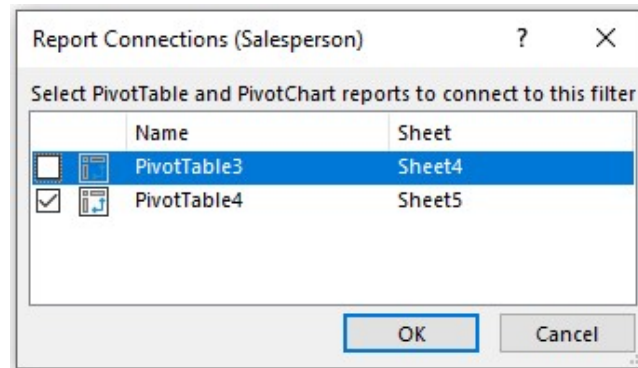 Report Connections (Salesperson) ?
Select PivotTable and PivotChart reports to connect to this filter
Name Sheet
PivotTable3 Sheet4
PivotTable4 Sheet5
OK Cancel